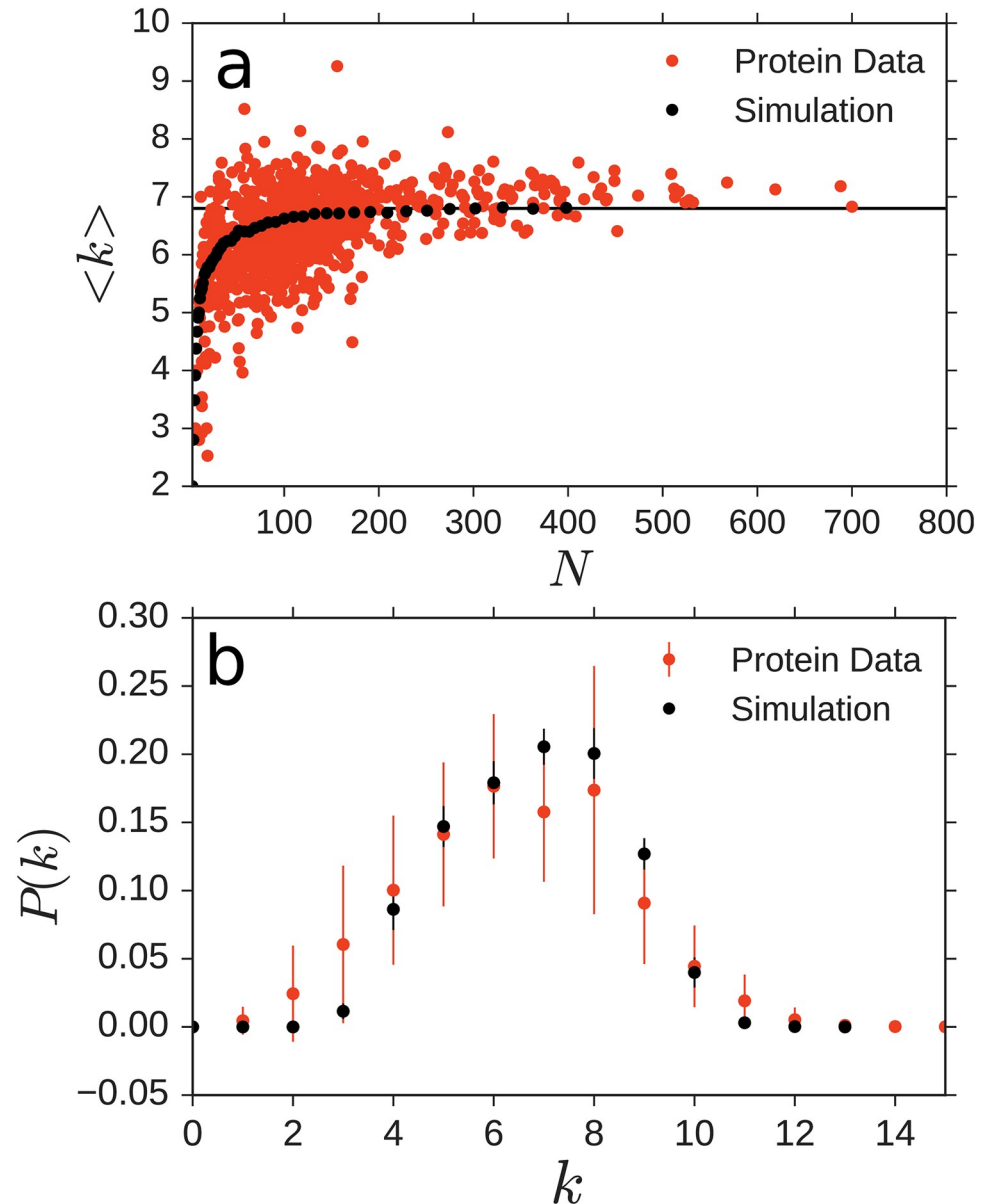 a
Protein Data
Simulation
10
9
8
7
6
5
4
3
2
<k>
100 200 300 400 500 600 700 800
N
b
Protein Data
Simulation
0.30
0.25
0.20
0.15
0.10
0.05
0.00
−0.05
P(k)
0 2 4 6 8 10 12 14
k